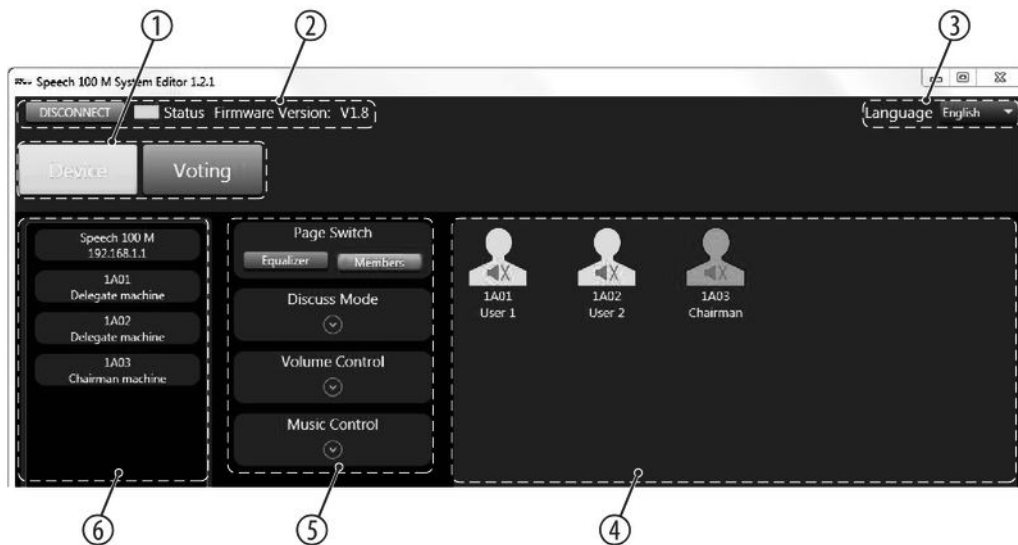 ① ② ③
Speech 100 M System Editor 1.2.1
DISCONNECT Status Firmware Version: V1.8
Language English
Device Voting
Speech 100 M
192.168.1.1
1A01
Delegate machine
1A02
Delegate machine
1A03
Chairman machine
Page Switch
Equalizer Members
Discuss Mode
Volume Control
Music Control
1A01
User 1
1A02
User 2
1A03
Chairman
⑥ ⑤ ④